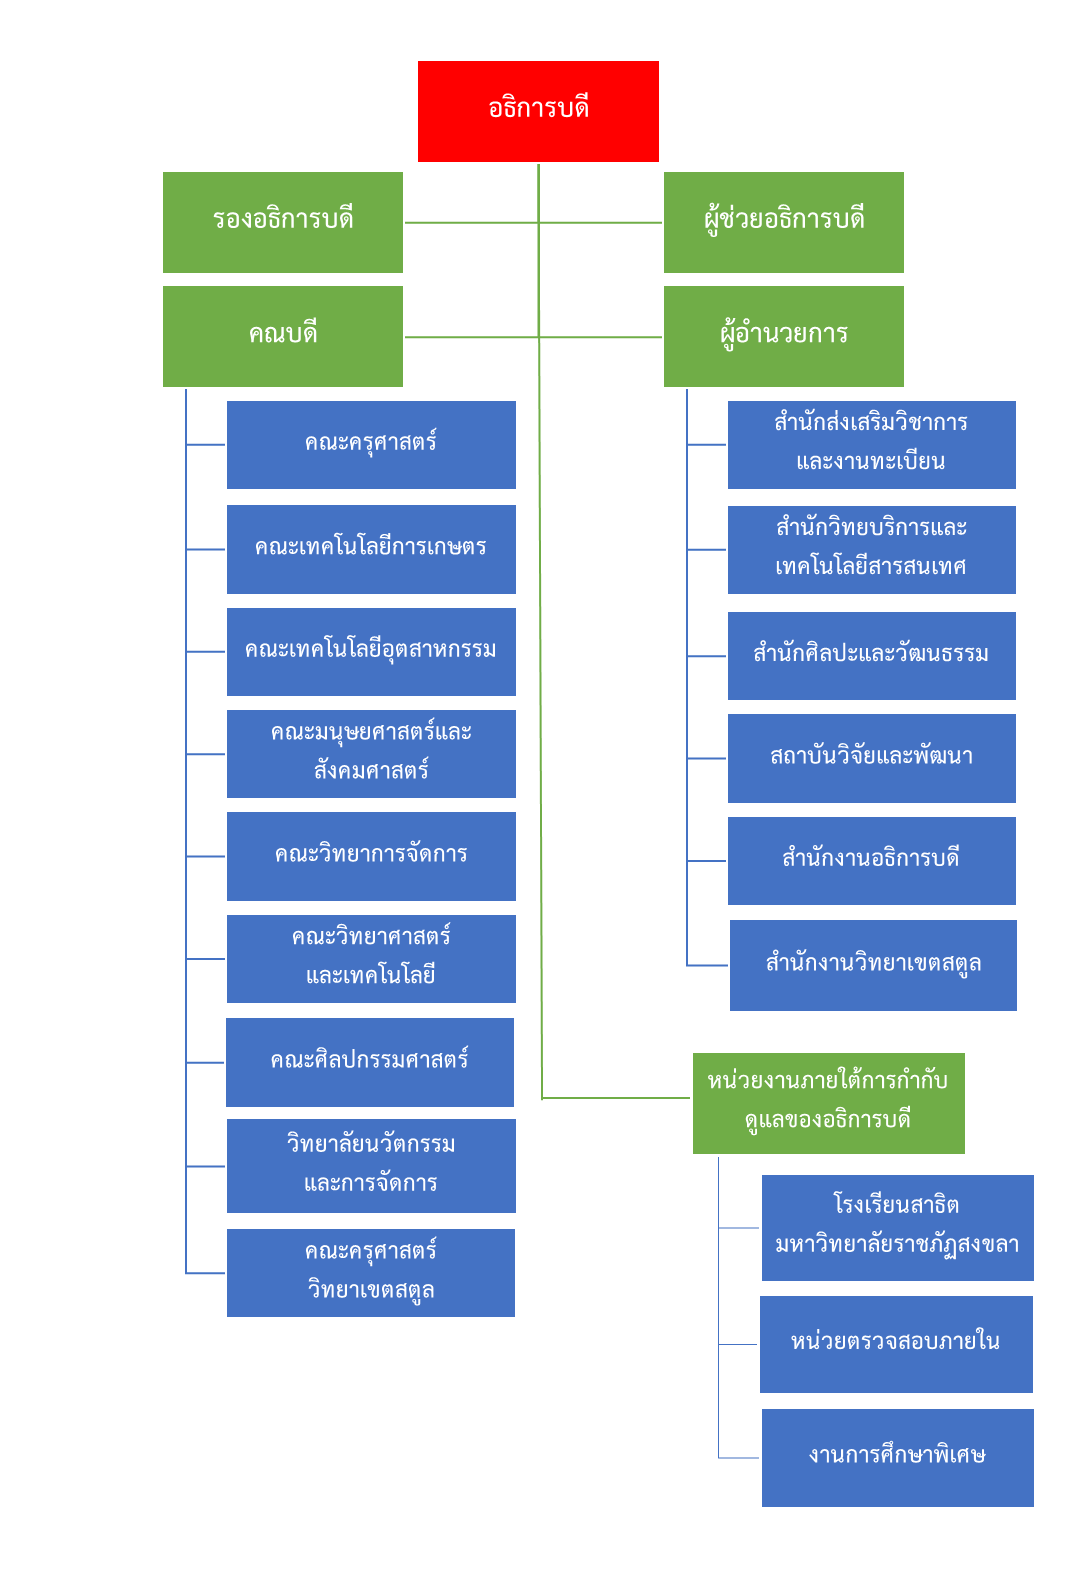 อธิการบดี
รองอธิการบดี
ผู้ช่วยอธิการบดี
คณบดี
ผู้อำนวยการ
คณะครุศาสตร์
คณะเทคโนโลยีการเกษตร
คณะเทคโนโลยีอุตสาหกรรม
คณะมนุษยศาสตร์และ
สังคมศาสตร์
คณะวิทยาการจัดการ
คณะวิทยาศาสตร์
และเทคโนโลยี
คณะศิลปกรรมศาสตร์
วิทยาลัยนวัตกรรม
และการจัดการ
คณะครุศาสตร์
วิทยาเขตสตูล
สำนักส่งเสริมวิชาการ
และงานทะเบียน
สำนักวิทยบริการและ
เทคโนโลยีสารสนเทศ
สำนักศิลปะและวัฒนธรรม
สถาบันวิจัยและพัฒนา
สำนักงานอธิการบดี
สำนักงานวิทยาเขตสตูล
หน่วยงานภายใต้การกำกับ
ดูแลของอธิการบดี
โรงเรียนสาธิต
มหาวิทยาลัยราชภัฏสงขลา
หน่วยตรวจสอบภายใน
งานการศึกษาพิเศษ